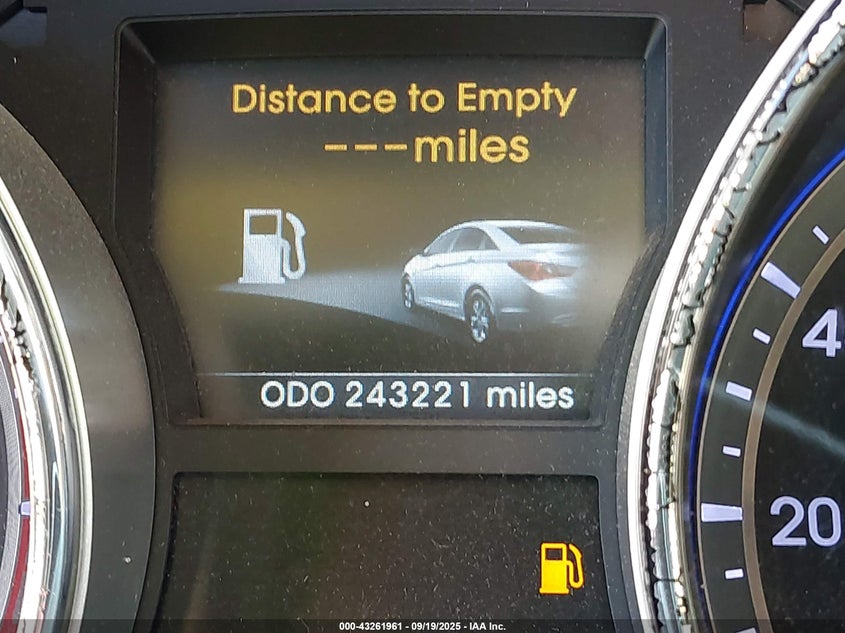 Distance to Empty
---miles
ODO 243221 miles
4
20
000-43261961 - 09/19/2025 - IAA Inc.